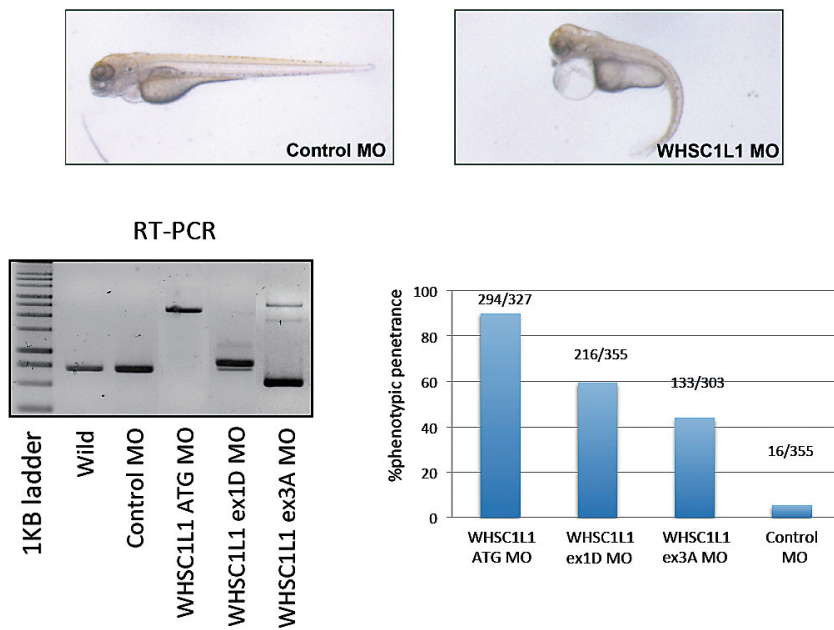 Control MO
WHSC1L1 MO
RT-PCR
1KB ladder
Wild
Control MO
WHSC1L1 ATG MO
WHSC1L1 ex1D MO
WHSC1L1 ex3A MO
%phenotypic penetrance
100
80
60
40
20
0
294/327
216/355
133/303
16/355
WHSC1L1
ATG MO
WHSC1L1
ex1D MO
WHSC1L1
ex3A MO
Control
MO